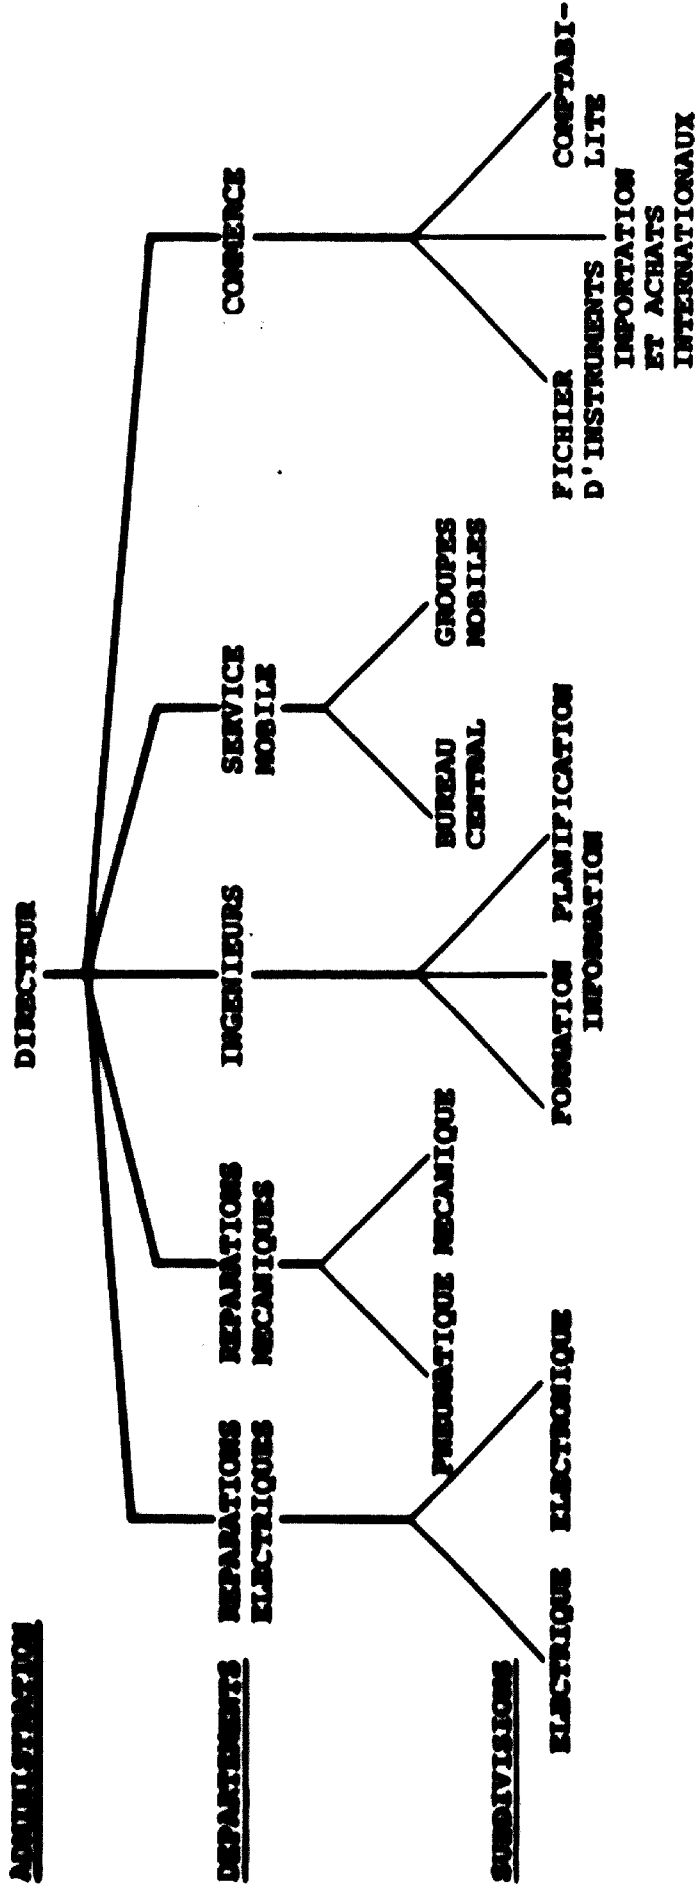 ADMINISTRATION
DIRECTEUR
DEPARTEMENTS
REPARATIONS
ELECTRIQUES
REPARATIONS
MECANIQUES
INGENIEURS
SERVICE
MOBILE
COMMERCE
SUBDIVISIONS
ELECTRIQUE
ELECTRONIQUE
PNEUMATIQUE
MECANIQUE
FORMATION
INFORMATION
PLANIFICATION
BUREAU
CENTRAL
GROUPES
MOBILES
FICHIER
D'INSTRUMENTS
IMPORTATION
ET ACHATS
INTERNATIONAUX
COMPTABI-
LITE